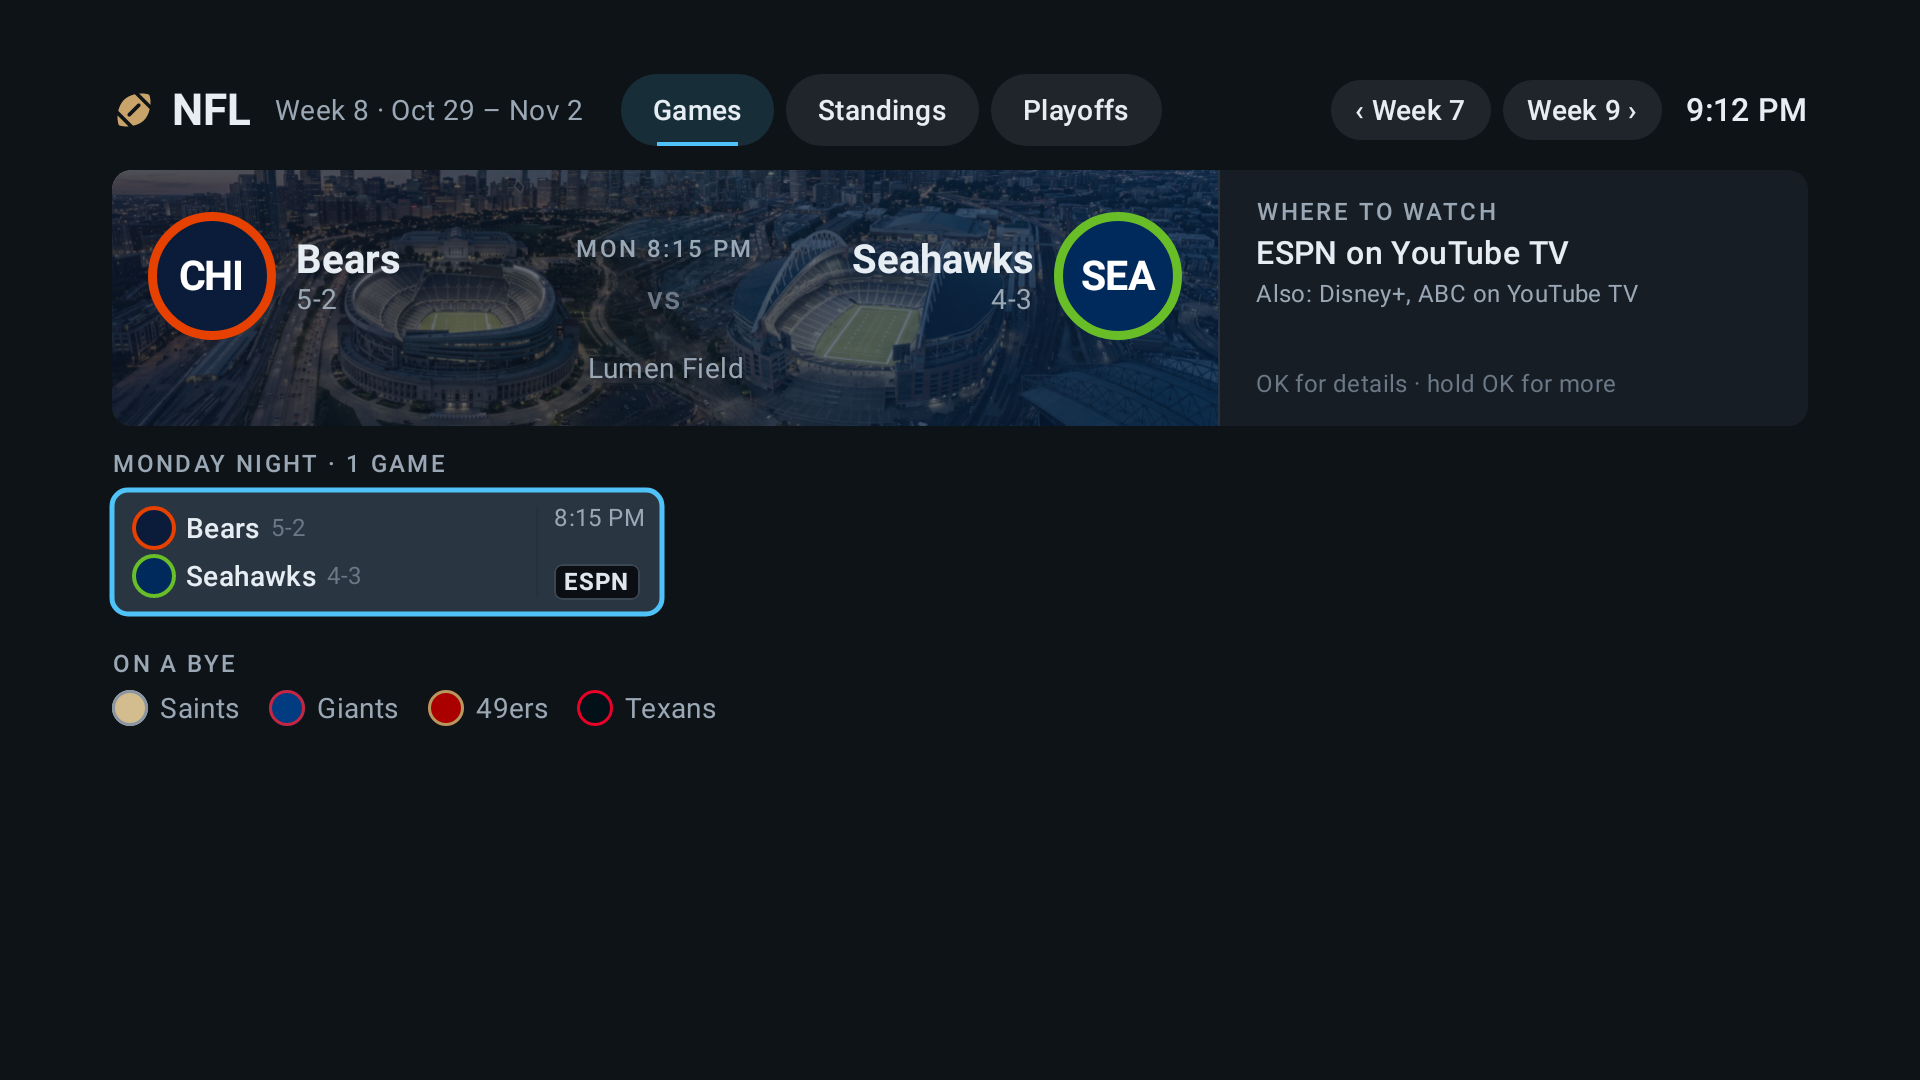 NFL Week 8 · Oct 29 – Nov 2 Games Standings Playoffs ‹ Week 7 Week 9 › 9:12 PM
CHI Bears 5-2
MON 8:15 PM
VS
Lumen Field
Seahawks 4-3 SEA
WHERE TO WATCH
ESPN on YouTube TV
Also: Disney+, ABC on YouTube TV
OK for details · hold OK for more
MONDAY NIGHT · 1 GAME
Bears 5-2 8:15 PM
Seahawks 4-3 ESPN
ON A BYE
Saints Giants 49ers Texans